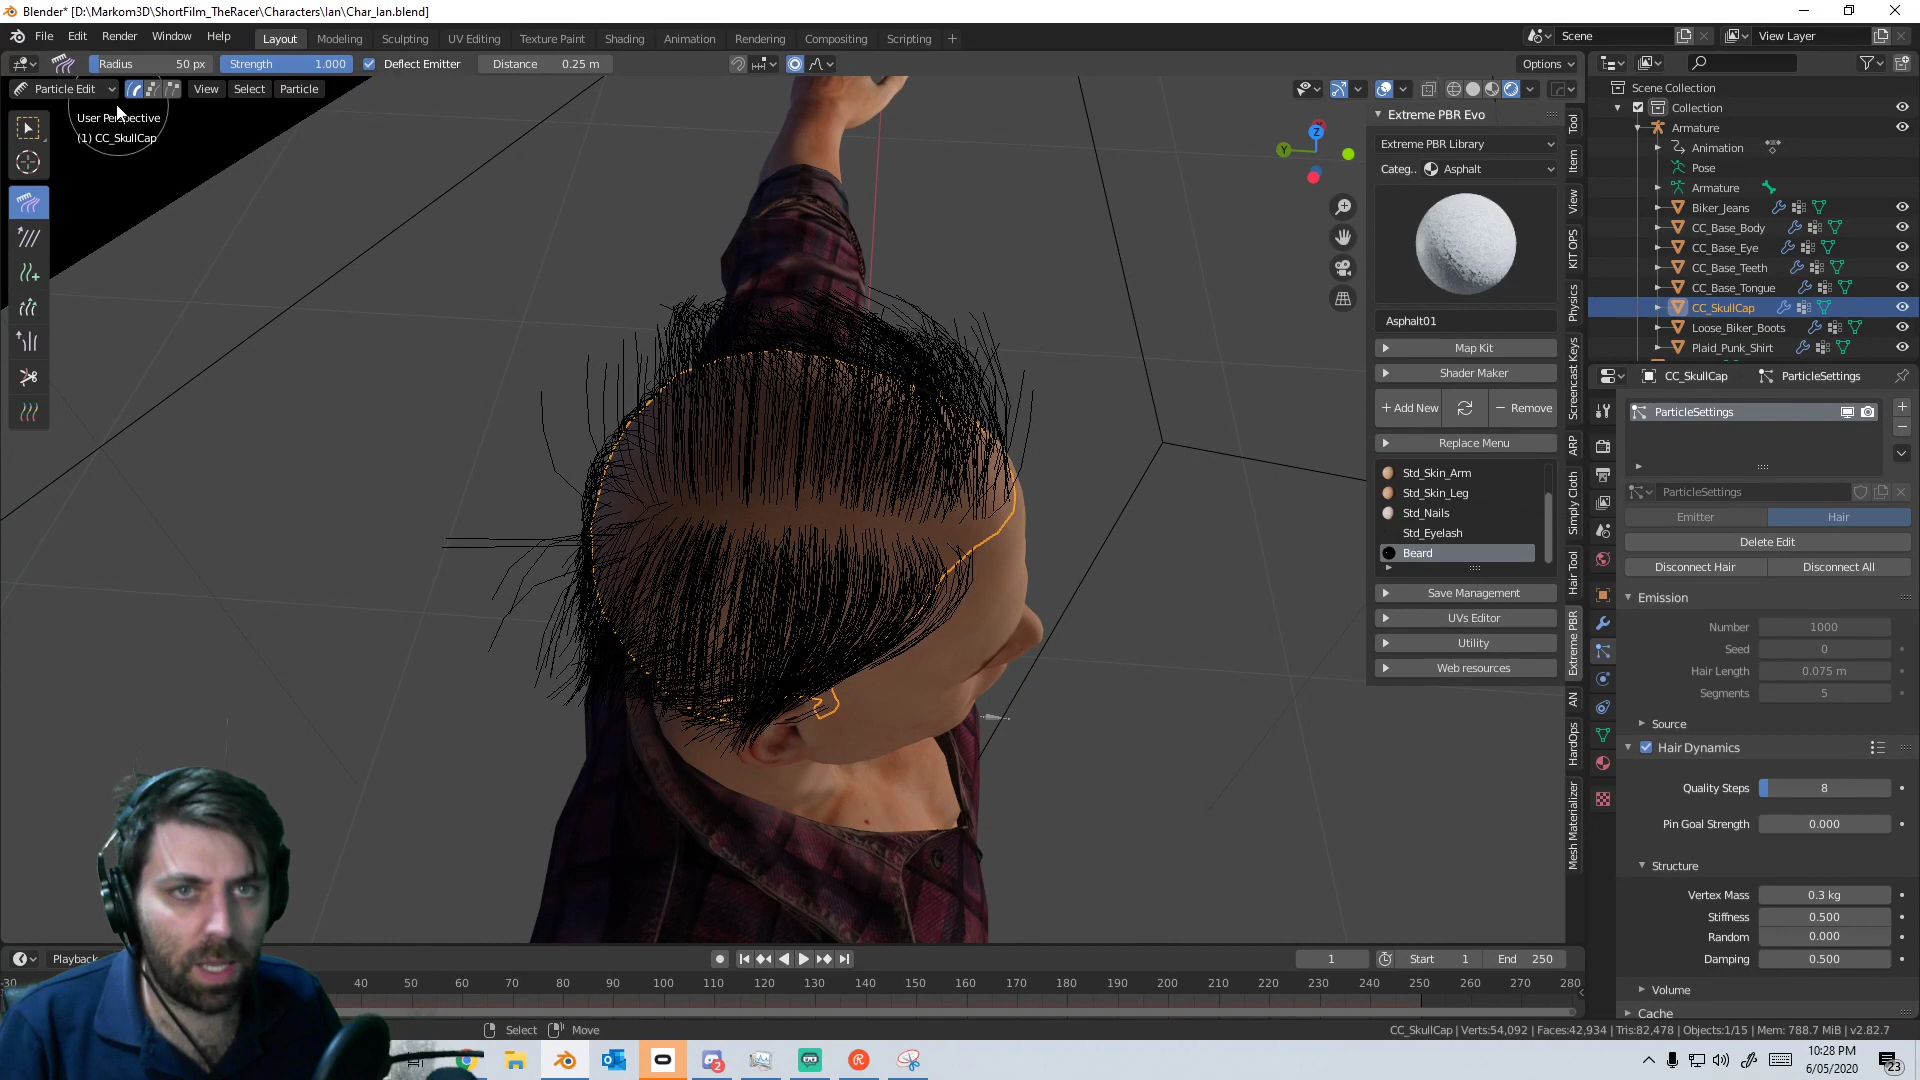 Blender* [D:\Markom3D\ShortFilm_TheRacer\Characters\Ian\Char_Ian.blend]
File Edit Render Window Help Layout Modeling Sculpting UV Editing Texture Paint Shading Animation Rendering Compositing Scripting + Scene View Layer
Radius 50 px Strength 1.000 Deflect Emitter Distance 0.25 m Options
Particle Edit View Select Particle
User Perspective
(1) CC_SkullCap
Z
Y
Extreme PBR Evo
Extreme PBR Library
Categ.. Asphalt
Asphalt01
Map Kit
Shader Maker
+ Add New — Remove
Replace Menu
Std_Skin_Arm
Std_Skin_Leg
Std_Nails
Std_Eyelash
Beard
Save Management
UVs Editor
Utility
Web resources
Tool
Item
View
KIT OPS
Physics
Screencast Keys
ARP
Simply Cloth
Hair Tool
Extreme PBR
AN
HardOps
Mesh Materializer
Scene Collection
Collection
Armature
Animation
Pose
Armature
Biker_Jeans
CC_Base_Body
CC_Base_Eye
CC_Base_Teeth
CC_Base_Tongue
CC_SkullCap
Loose_Biker_Boots
Plaid_Punk_Shirt
CC_SkullCap ParticleSettings
ParticleSettings
ParticleSettings
Emitter Hair
Delete Edit
Disconnect Hair Disconnect All
Emission
Number 1000
Seed 0
Hair Length 0.075 m
Segments 5
Source
Hair Dynamics
Quality Steps 8
Pin Goal Strength 0.000
Structure
Vertex Mass 0.3 kg
Stiffness 0.500
Random 0.000
Damping 0.500
Volume
Cache
Playback 1 Start 1 End 250
-30 40 50 60 70 80 90 100 110 120 130 140 150 160 170 180 190 200 210 220 230 240 250 260 270 280
Select Move
CC_SkullCap | Verts:54,092 | Faces:42,934 | Tris:82,478 | Objects:1/15 | Mem: 788.7 MiB | v2.82.7
2
10:28 PM
6/05/2020
23